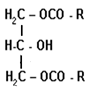 H₂C – OCO – R
H-C - OH
H₂C – OCO – R